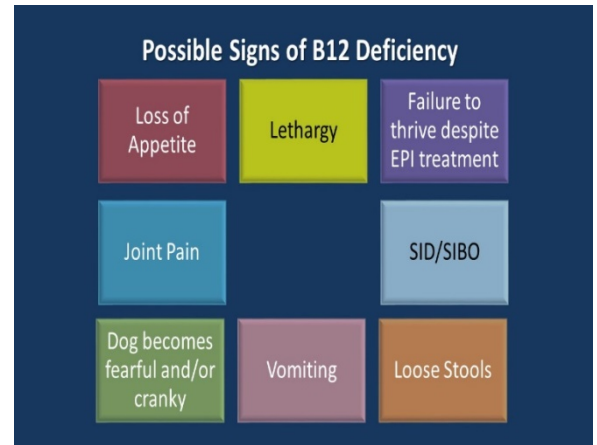 Possible Signs of B12 Deficiency
Loss of
Appetite
Lethargy
Failure to
thrive despite
EPI treatment
Joint Pain
SID/SIBO
Dog becomes
fearful and/or
cranky
Vomiting
Loose Stools